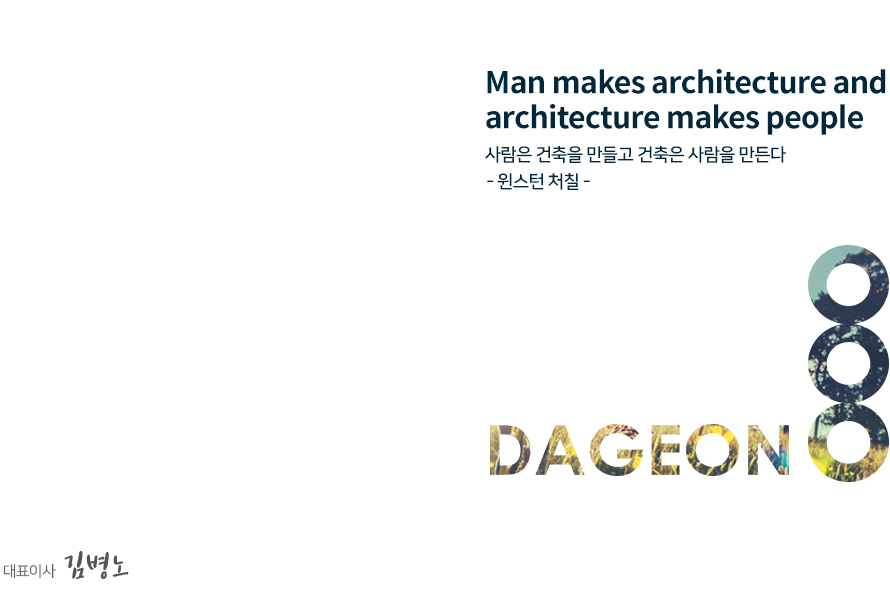 Man makes architecture and
architecture makes people
사람은 건축을 만들고 건축은 사람을 만든다
- 윈스턴 처칠 -
DAGEON
대표이사 김병노